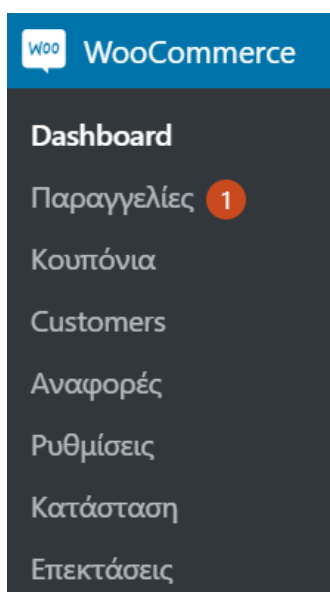 Woo WooCommerce
Dashboard
Παραγγελίες 1
Κουπόνια
Customers
Αναφορές
Ρυθμίσεις
Κατάσταση
Επεκτάσεις